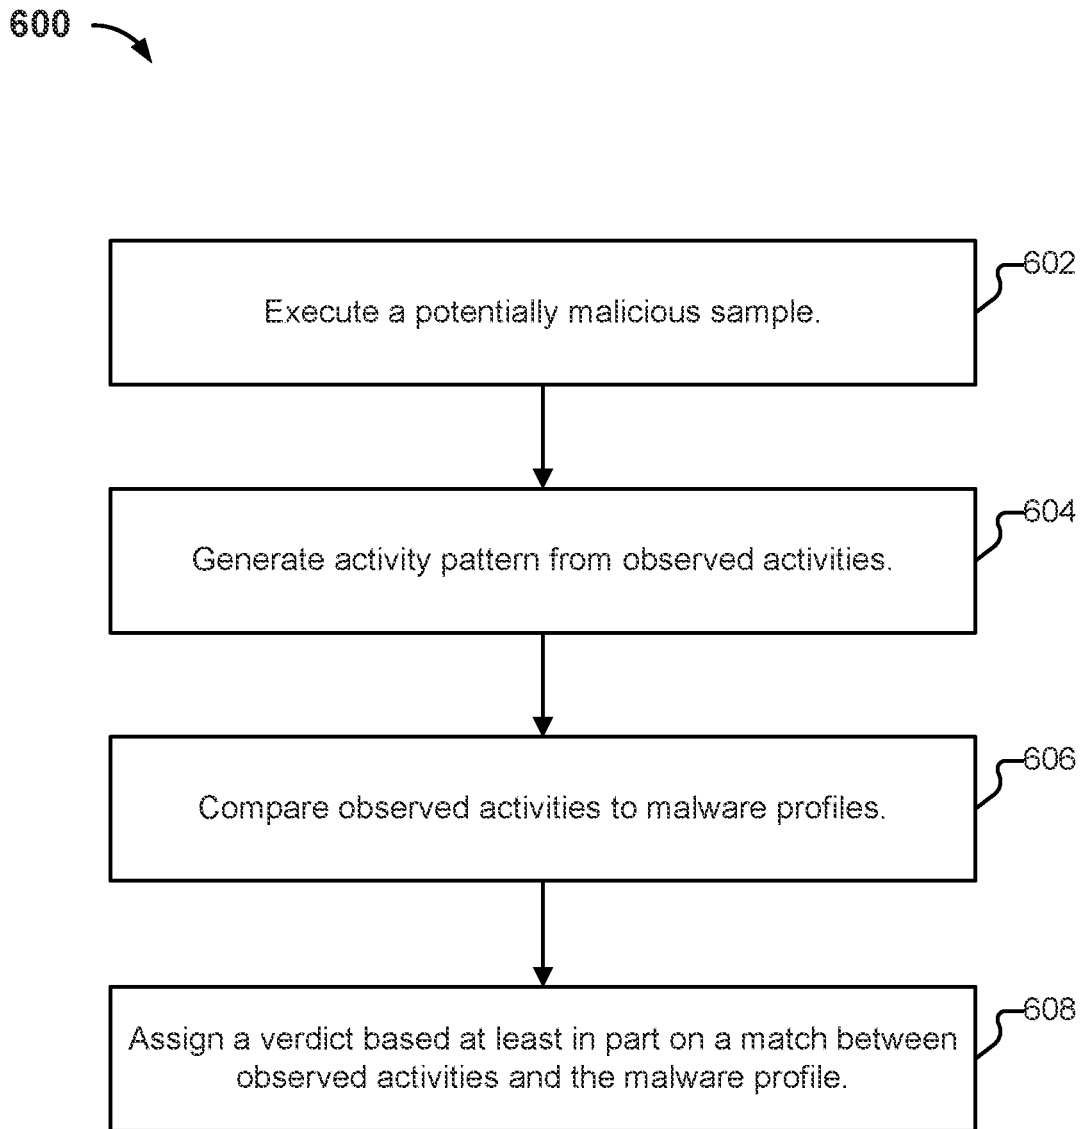 600
602
Execute a potentially malicious sample.
604
Generate activity pattern from observed activities.
606
Compare observed activities to malware profiles.
608
Assign a verdict based at least in part on a match between
observed activities and the malware profile.